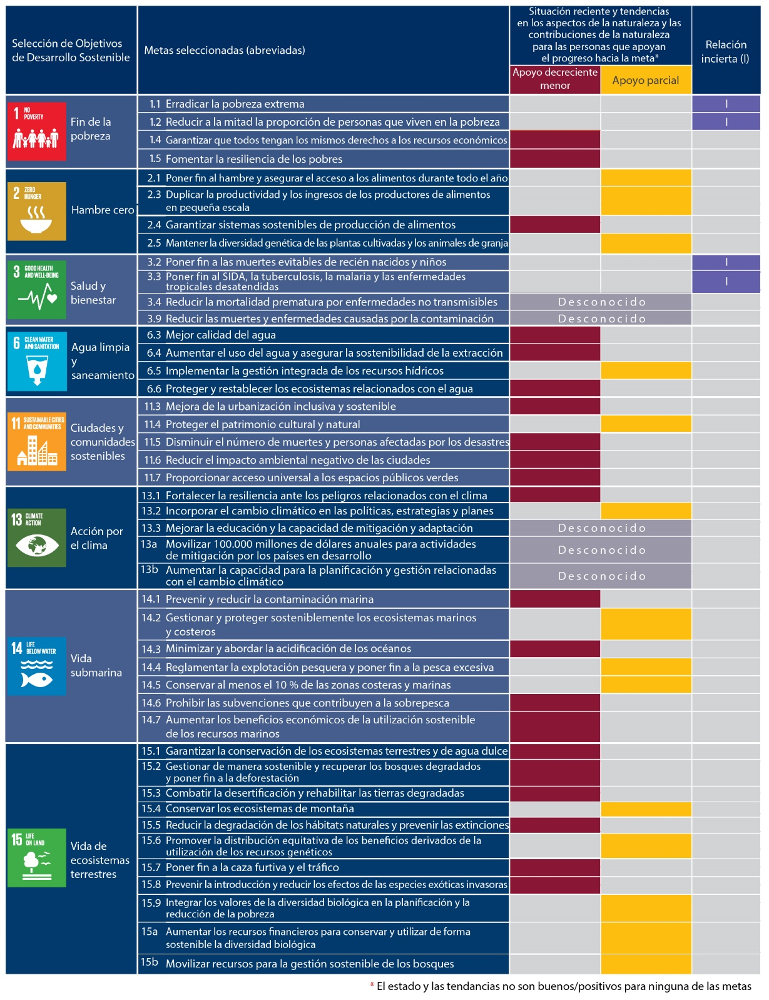 Selección de Objetivos
de Desarrollo Sostenible
Metas seleccionadas (abreviadas)
Situación reciente y tendencias
en los aspectos de la naturaleza y las
contribuciones de la naturaleza
para las personas que apoyan
el progreso hacia la meta*
Apoyo decreciente
menor
Apoyo parcial
Relación
incierta (I)
1 NO
POVERTY
Fin de la
pobreza
1.1 Erradicar la pobreza extrema
I
1.2 Reducir a la mitad la proporción de personas que viven en la pobreza
I
1.4 Garantizar que todos tengan los mismos derechos a los recursos económicos
1.5 Fomentar la resiliencia de los pobres
2 ZERO
HUNGER
Hambre cero
2.1 Poner fin al hambre y asegurar el acceso a los alimentos durante todo el año
2.3 Duplicar la productividad y los ingresos de los productores de alimentos
en pequeña escala
2.4 Garantizar sistemas sostenibles de producción de alimentos
2.5 Mantener la diversidad genética de las plantas cultivadas y los animales de granja
3 GOOD HEALTH
AND WELL-BEING
Salud y
bienestar
3.2 Poner fin a las muertes evitables de recién nacidos y niños
I
3.3 Poner fin al SIDA, la tuberculosis, la malaria y las enfermedades
tropicales desatendidas
I
3.4 Reducir la mortalidad prematura por enfermedades no transmisibles
Desconocido
3.9 Reducir las muertes y enfermedades causadas por la contaminación
Desconocido
6 CLEAN WATER
AND SANITATION
Agua limpia
y
saneamiento
6.3 Mejor calidad del agua
6.4 Aumentar el uso del agua y asegurar la sostenibilidad de la extracción
6.5 Implementar la gestión integrada de los recursos hídricos
6.6 Proteger y restablecer los ecosistemas relacionados con el agua
11 SUSTAINABLE CITIES
AND COMMUNITIES
Ciudades y
comunidades
sostenibles
11.3 Mejora de la urbanización inclusiva y sostenible
11.4 Proteger el patrimonio cultural y natural
11.5 Disminuir el número de muertes y personas afectadas por los desastres
11.6 Reducir el impacto ambiental negativo de las ciudades
11.7 Proporcionar acceso universal a los espacios públicos verdes
13 CLIMATE
ACTION
Acción por
el clima
13.1 Fortalecer la resiliencia ante los peligros relacionados con el clima
13.2 Incorporar el cambio climático en las políticas, estrategias y planes
13.3 Mejorar la educación y la capacidad de mitigación y adaptación
Desconocido
13a Movilizar 100.000 millones de dólares anuales para actividades
de mitigación por los países en desarrollo
Desconocido
13b Aumentar la capacidad para la planificación y gestión relacionadas
con el cambio climático
Desconocido
14 LIFE
BELOW WATER
Vida
submarina
14.1 Prevenir y reducir la contaminación marina
14.2 Gestionar y proteger sosteniblemente los ecosistemas marinos
y costeros
14.3 Minimizar y abordar la acidificación de los océanos
14.4 Reglamentar la explotación pesquera y poner fin a la pesca excesiva
14.5 Conservar al menos el 10 % de las zonas costeras y marinas
14.6 Prohibir las subvenciones que contribuyen a la sobrepesca
14.7 Aumentar los beneficios económicos de la utilización sostenible
de los recursos marinos
15 LIFE
ON LAND
Vida de
ecosistemas
terrestres
15.1 Garantizar la conservación de los ecosistemas terrestres y de agua dulce
15.2 Gestionar de manera sostenible y recuperar los bosques degradados
y poner fin a la deforestación
15.3 Combatir la desertificación y rehabilitar las tierras degradadas
15.4 Conservar los ecosistemas de montaña
15.5 Reducir la degradación de los hábitats naturales y prevenir las extinciones
15.6 Promover la distribución equitativa de los beneficios derivados de la
utilización de los recursos genéticos
15.7 Poner fin a la caza furtiva y el tráfico
15.8 Prevenir la introducción y reducir los efectos de las especies exóticas invasoras
15.9 Integrar los valores de la diversidad biológica en la planificación y la
reducción de la pobreza
15a Aumentar los recursos financieros para conservar y utilizar de forma
sostenible la diversidad biológica
15b Movilizar recursos para la gestión sostenible de los bosques
* El estado y las tendancias no son buenos/positivos para ninguna de las metas